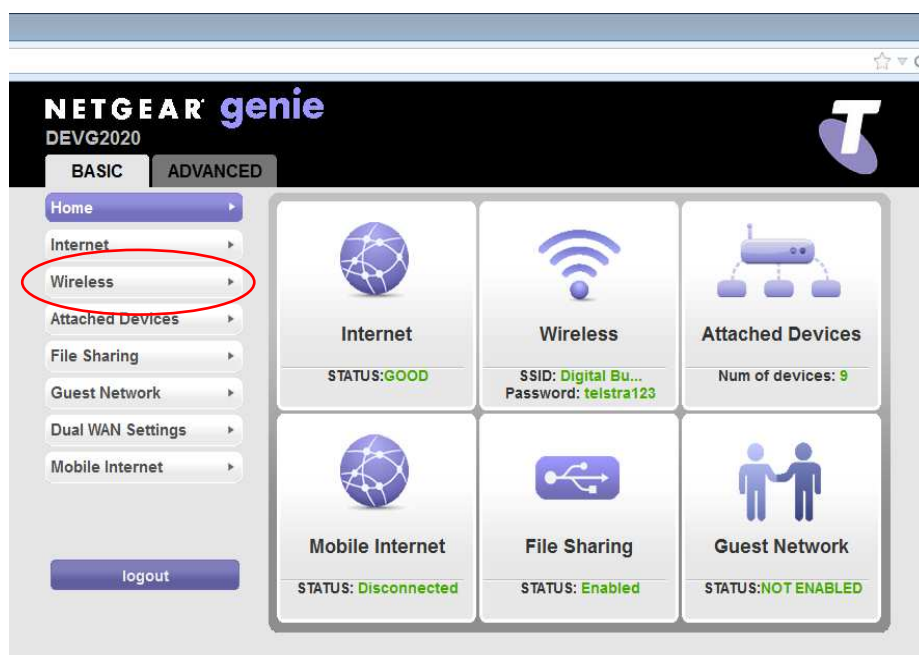 NETGEAR genie
DEVG2020
BASIC ADVANCED
Home
Internet
Wireless
Attached Devices
File Sharing
Guest Network
Dual WAN Settings
Mobile Internet
logout
Internet
STATUS:GOOD
Wireless
SSID: Digital Bu...
Password: telstra123
Attached Devices
Num of devices: 9
Mobile Internet
STATUS: Disconnected
File Sharing
STATUS: Enabled
Guest Network
STATUS:NOT ENABLED
T